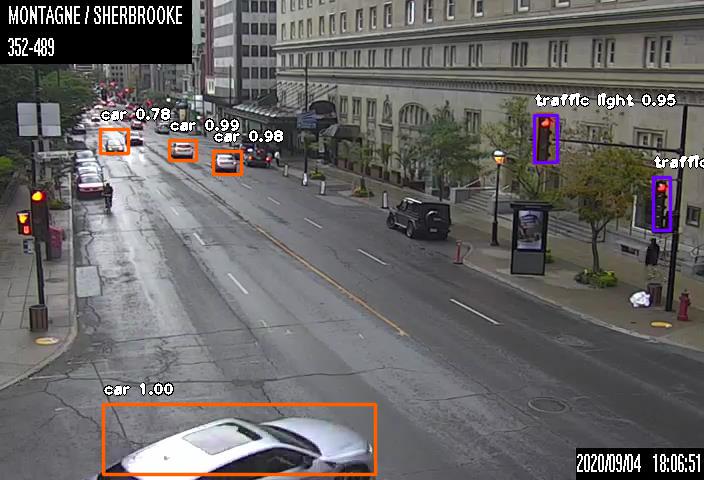 MONTAGNE / SHERBROOKE
352-489
traffic light 0.95
car 0.78
car 0.99
car 0.98
traffic
car 1.00
2020/09/04 18:06:51